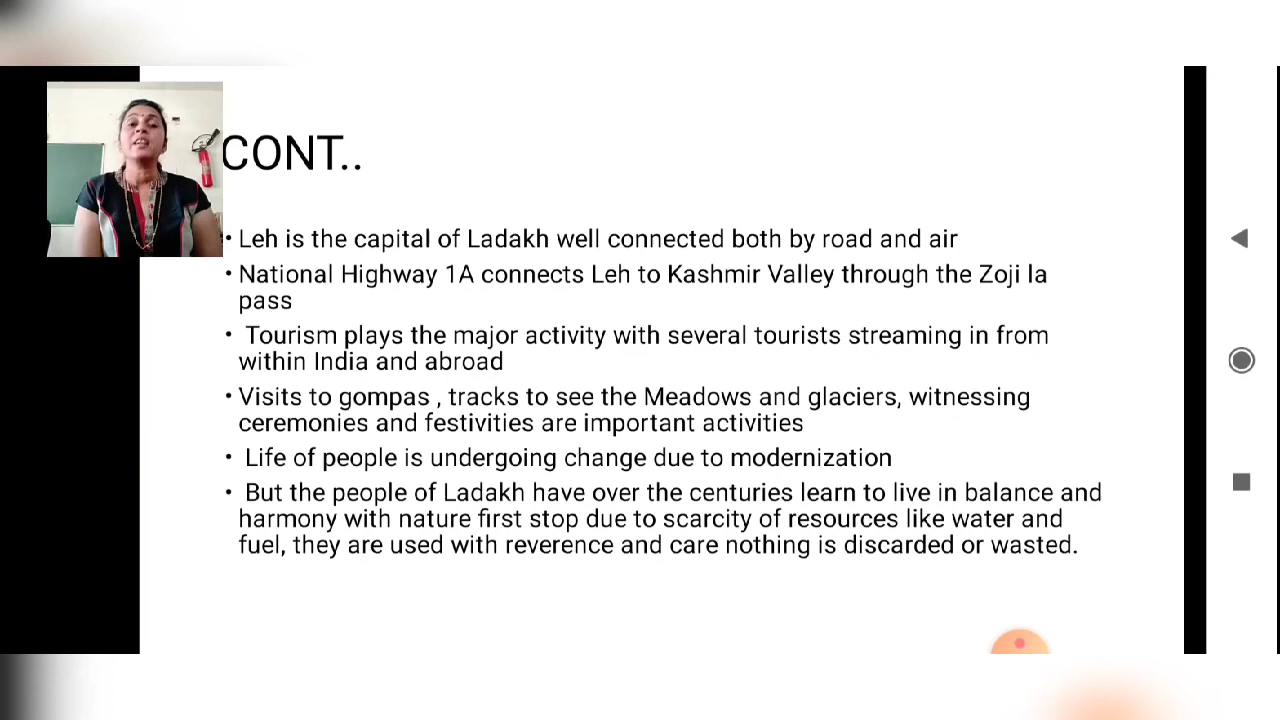 CONT..
• Leh is the capital of Ladakh well connected both by road and air
• National Highway 1A connects Leh to Kashmir Valley through the Zoji la
pass
• Tourism plays the major activity with several tourists streaming in from
within India and abroad
• Visits to gompas , tracks to see the Meadows and glaciers, witnessing
ceremonies and festivities are important activities
• Life of people is undergoing change due to modernization
• But the people of Ladakh have over the centuries learn to live in balance and
harmony with nature first stop due to scarcity of resources like water and
fuel, they are used with reverence and care nothing is discarded or wasted.